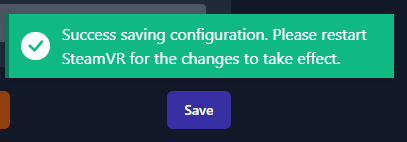 Success saving configuration. Please restart
SteamVR for the changes to take effect.
Save